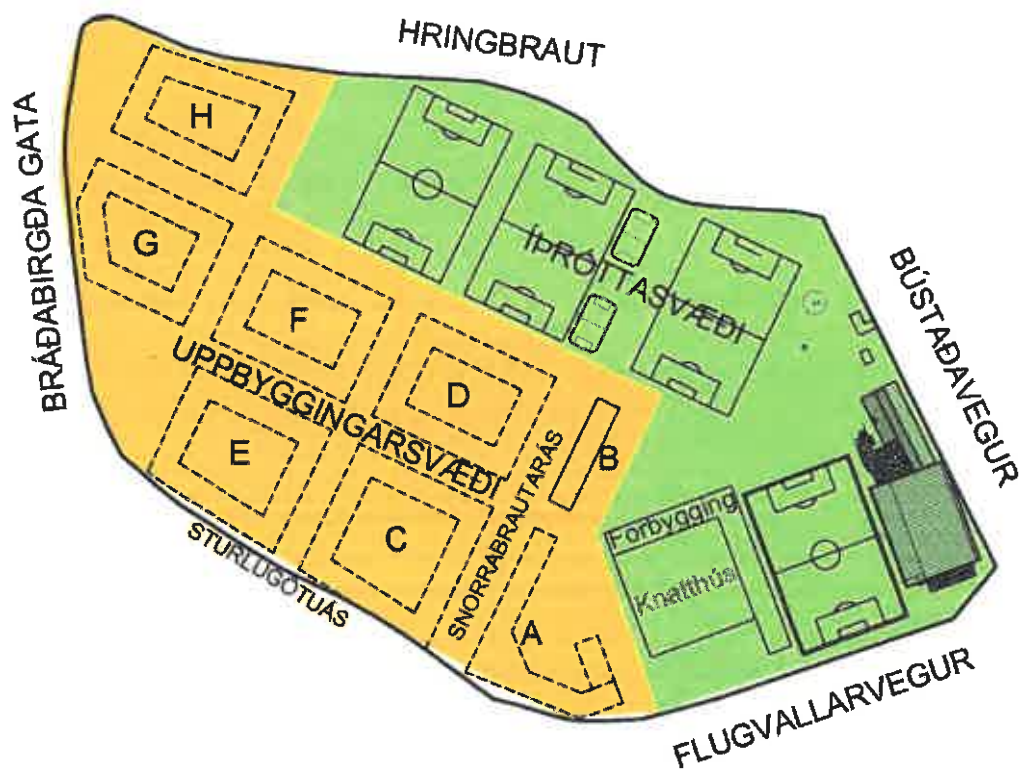 HRINGBRAUT
BRÁÐABIRGÐA GATA
H
G
F
ÍÞRÓTTASVÆÐI
BÚSTAÐAVEGUR
UPPBYGGINGARSVÆÐI
D
E
B
C
SNORRABRAUTARÁS
A
Forbygging
Knatthús
STURLUGÖTUÁS
FLUGVALLARVEGUR